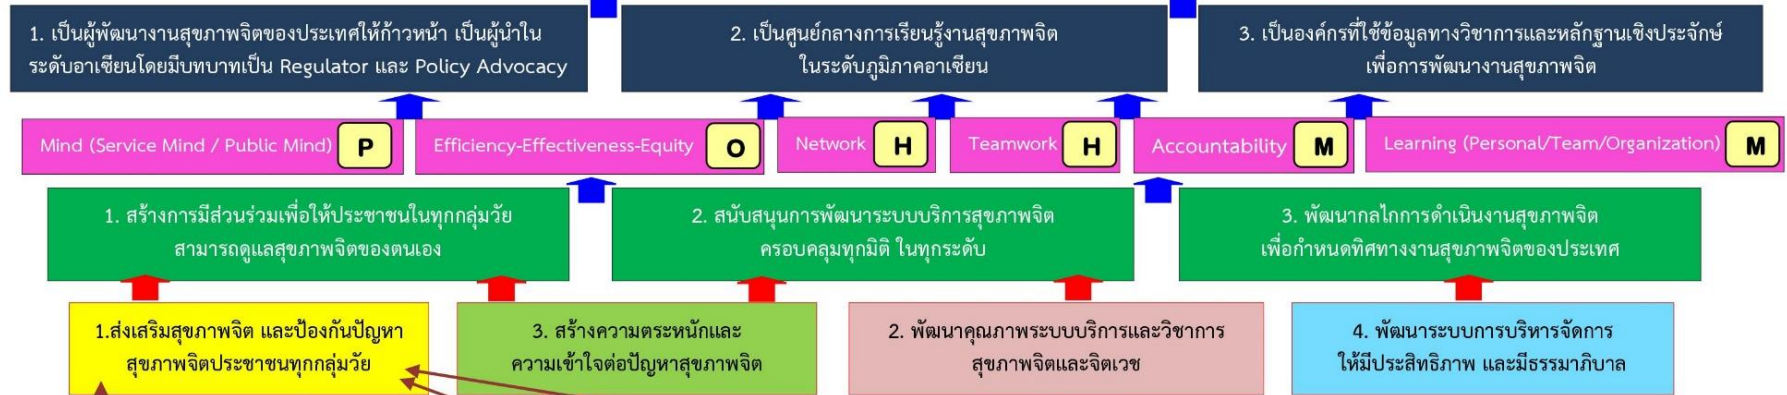 1. เป็นผู้พัฒนางานสุขภาพจิตของประเทศให้ก้าวหน้า เป็นผู้นำใน
ระดับอาเซียนโดยมีบทบาทเป็น Regulator และ Policy Advocacy
2. เป็นศูนย์กลางการเรียนรู้งานสุขภาพจิต
ในระดับภูมิภาคอาเซียน
3. เป็นองค์กรที่ใช้ข้อมูลทางวิชาการและหลักฐานเชิงประจักษ์
เพื่อการพัฒนางานสุขภาพจิต
Mind (Service Mind / Public Mind) P
Efficiency-Effectiveness-Equity O
Network H
Teamwork H
Accountability M
Learning (Personal/Team/Organization) M
1. สร้างการมีส่วนร่วมเพื่อให้ประชาชนในทุกกลุ่มวัย
สามารถดูแลสุขภาพจิตของตนเอง
2. สนับสนุนการพัฒนาระบบบริการสุขภาพจิต
ครอบคลุมทุกมิติ ในทุกระดับ
3. พัฒนากลไกการดำเนินงานสุขภาพจิต
เพื่อกำหนดทิศทางงานสุขภาพจิตของประเทศ
1.ส่งเสริมสุขภาพจิต และป้องกันปัญหา
สุขภาพจิตประชาชนทุกกลุ่มวัย
3. สร้างความตระหนักและ
ความเข้าใจต่อปัญหาสุขภาพจิต
2. พัฒนาคุณภาพระบบบริการและวิชาการ
สุขภาพจิตและจิตเวช
4. พัฒนาระบบการบริหารจัดการ
ให้มีประสิทธิภาพ และมีธรรมาภิบาล